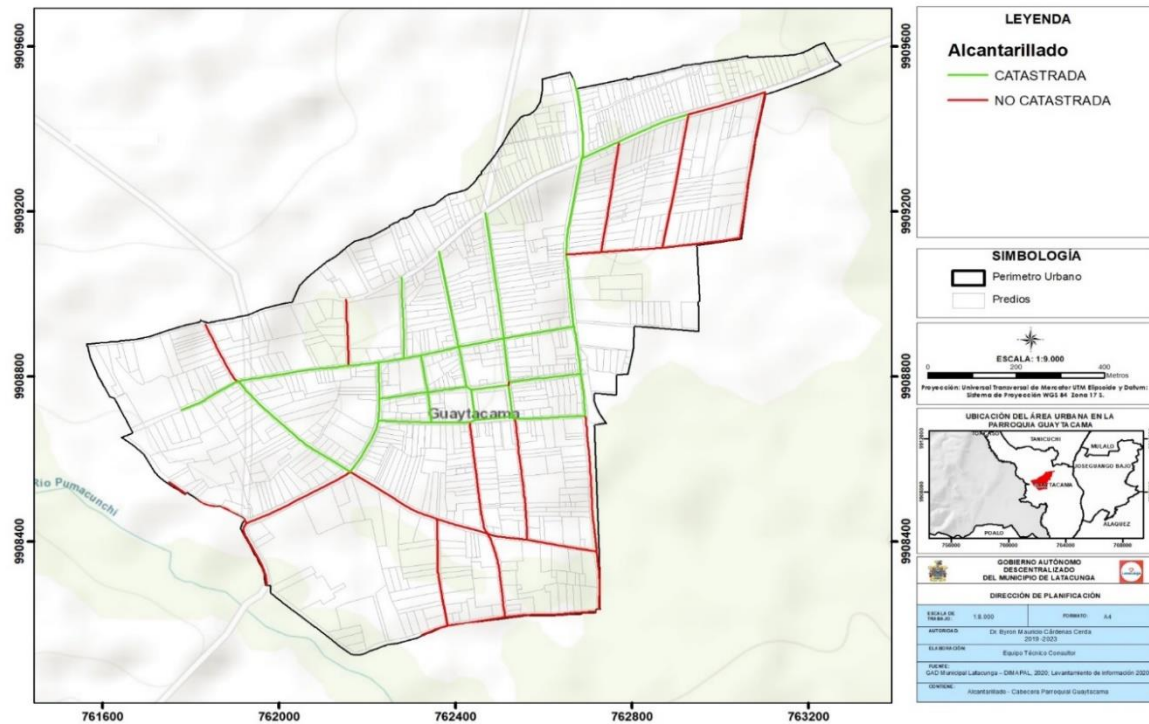 9909600
9909200
9908800
9908400
761600
762000
762400
762800
763200
9909600
9909200
9908800
9908400
Guaytacama
Rio Pumacunchi
LEYENDA
Alcantarillado
CATASTRADA
NO CATASTRADA
SIMBOLOGÍA
Perimetro Urbano
Predios
ESCALA: 1:9.000
0
200
400
Metros
Proyección: Universal Transversal de Mercator UTM Elipsoide y Datum:
Sistema de Proyección WGS 84 Zona 17 S.
UBICACIÓN DEL ÁREA URBANA EN LA
PARROQUIA GUAYTACAMA
TANICUCHI
MULALO
JOSEGUANGO BAJO
POALO
ALAQUEZ
GOBIERNO AUTÓNOMO
DESCENTRALIZADO
DEL MUNICIPIO DE LATACUNGA
DIRECCIÓN DE PLANIFICACIÓN
ESCALA DE
TRABAJO:
FORMATO: A4
AUTORIDAD: Dr. Byron Mauricio Cárdenas Cerda
2019 -2023
ELABORACIÓN:
Equipo Técnico Consultor
FUENTE:
GAD Municipal Latacunga – DIMAPAL, 2020; Levantamiento de Información 2020
CONTIENE:
Alcantarillado - Cabecera Parroquial Guaytacama